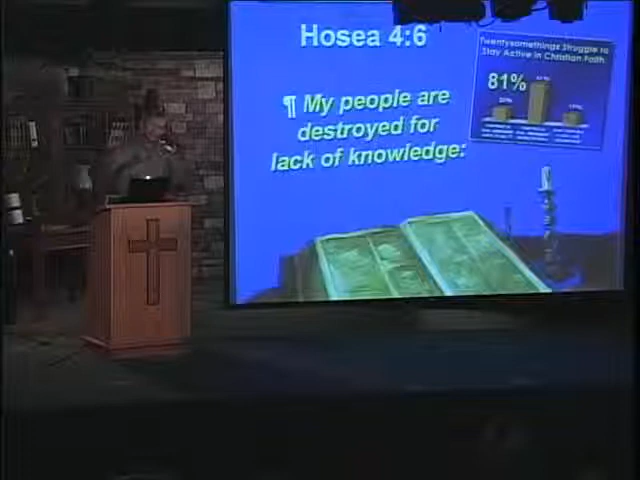 Hosea 4:6
¶ My people are
destroyed for
lack of knowledge:
Twentysomethings Struggle to
Stay Active in Christian Faith
81%